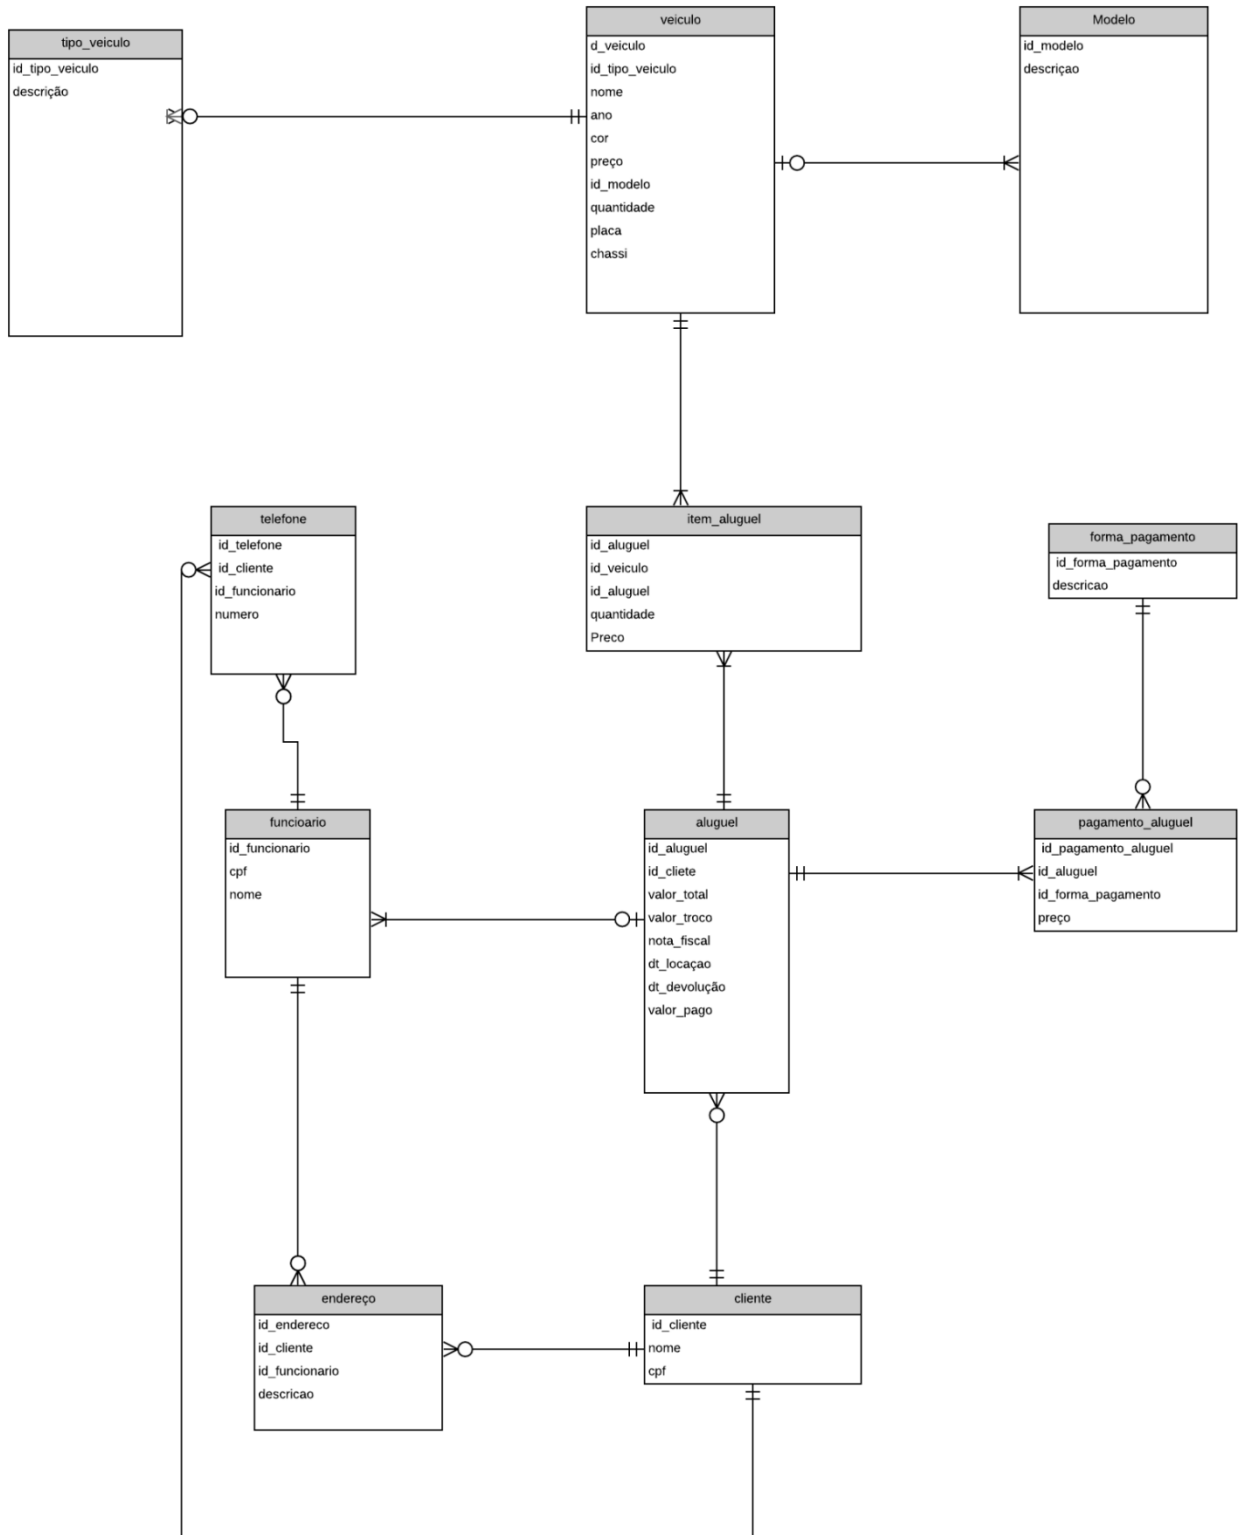 tipo_veiculo
id_tipo_veiculo
descrição
veiculo
d_veiculo
id_tipo_veiculo
nome
ano
cor
preço
id_modelo
quantidade
placa
chassi
Modelo
id_modelo
descriçao
telefone
id_telefone
id_cliente
id_funcionario
numero
item_aluguel
id_aluguel
id_veiculo
id_aluguel
quantidade
Preco
forma_pagamento
id_forma_pagamento
descricao
funcioario
id_funcionario
cpf
nome
aluguel
id_aluguel
id_cliete
valor_total
valor_troco
nota_fiscal
dt_locaçao
dt_devolução
valor_pago
pagamento_aluguel
id_pagamento_aluguel
id_aluguel
id_forma_pagamento
preço
endereço
id_endereco
id_cliente
id_funcionario
descricao
cliente
id_cliente
nome
cpf